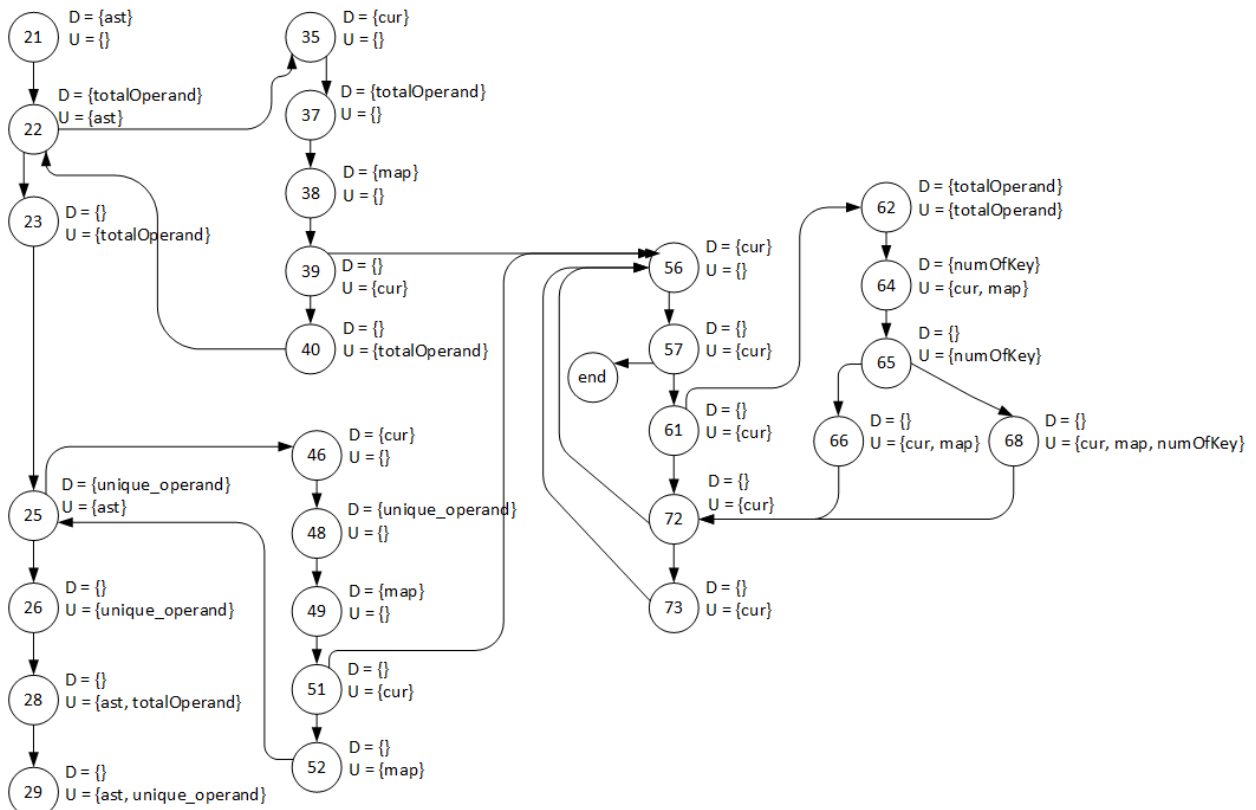 21
D = {ast}
U = {}
22
D = {totalOperand}
U = {ast}
23
D = {}
U = {totalOperand}
25
D = {unique_operand}
U = {ast}
26
D = {}
U = {unique_operand}
28
D = {}
U = {ast, totalOperand}
29
D = {}
U = {ast, unique_operand}
35
D = {cur}
U = {}
37
D = {totalOperand}
U = {}
38
D = {map}
U = {}
39
D = {}
U = {cur}
40
D = {}
U = {totalOperand}
46
D = {cur}
U = {}
48
D = {unique_operand}
U = {}
49
D = {map}
U = {}
51
D = {}
U = {cur}
52
D = {}
U = {map}
56
D = {cur}
U = {}
57
D = {}
U = {cur}
end
61
D = {}
U = {cur}
72
D = {}
U = {cur}
73
D = {}
U = {cur}
62
D = {totalOperand}
U = {totalOperand}
64
D = {numOfKey}
U = {cur, map}
65
D = {}
U = {numOfKey}
66
D = {}
U = {cur, map}
68
D = {}
U = {cur, map, numOfKey}